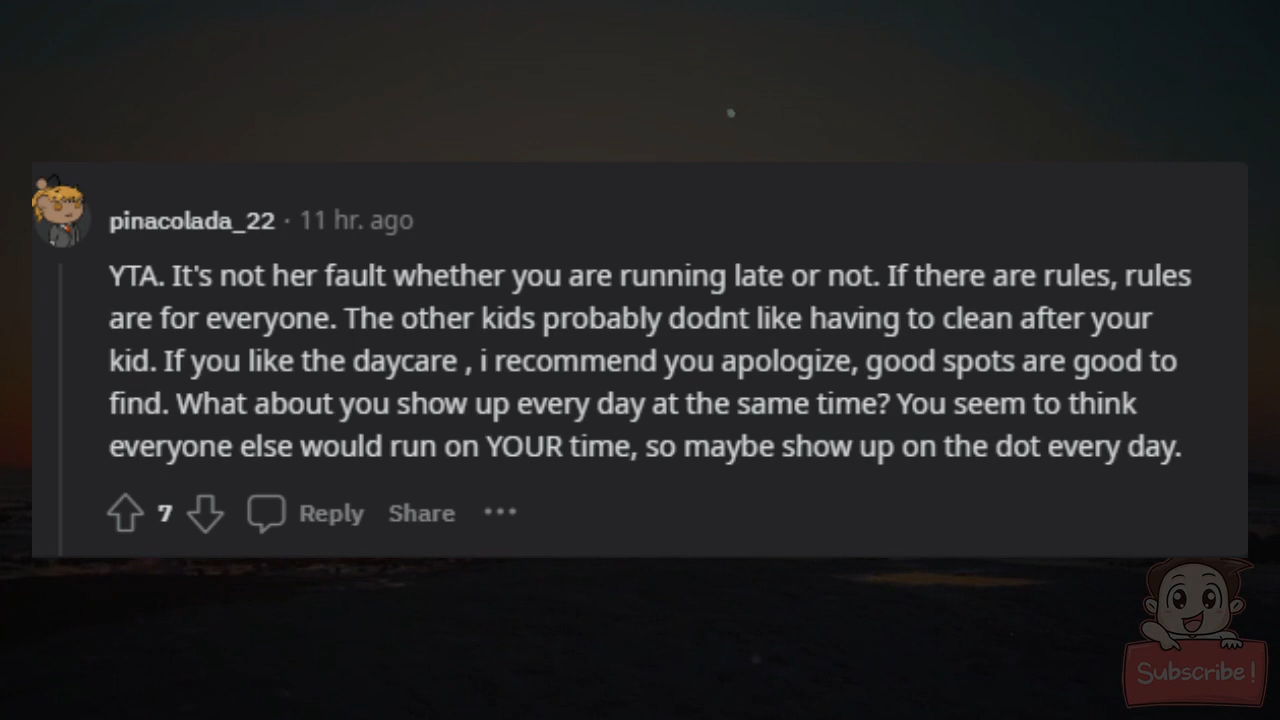 pinacolada_22 · 11 hr. ago
YTA. It's not her fault whether you are running late or not. If there are rules, rules
are for everyone. The other kids probably dodnt like having to clean after your
kid. If you like the daycare , i recommend you apologize, good spots are good to
find. What about you show up every day at the same time? You seem to think
everyone else would run on YOUR time, so maybe show up on the dot every day.
7 Reply Share •••
Subscribe!